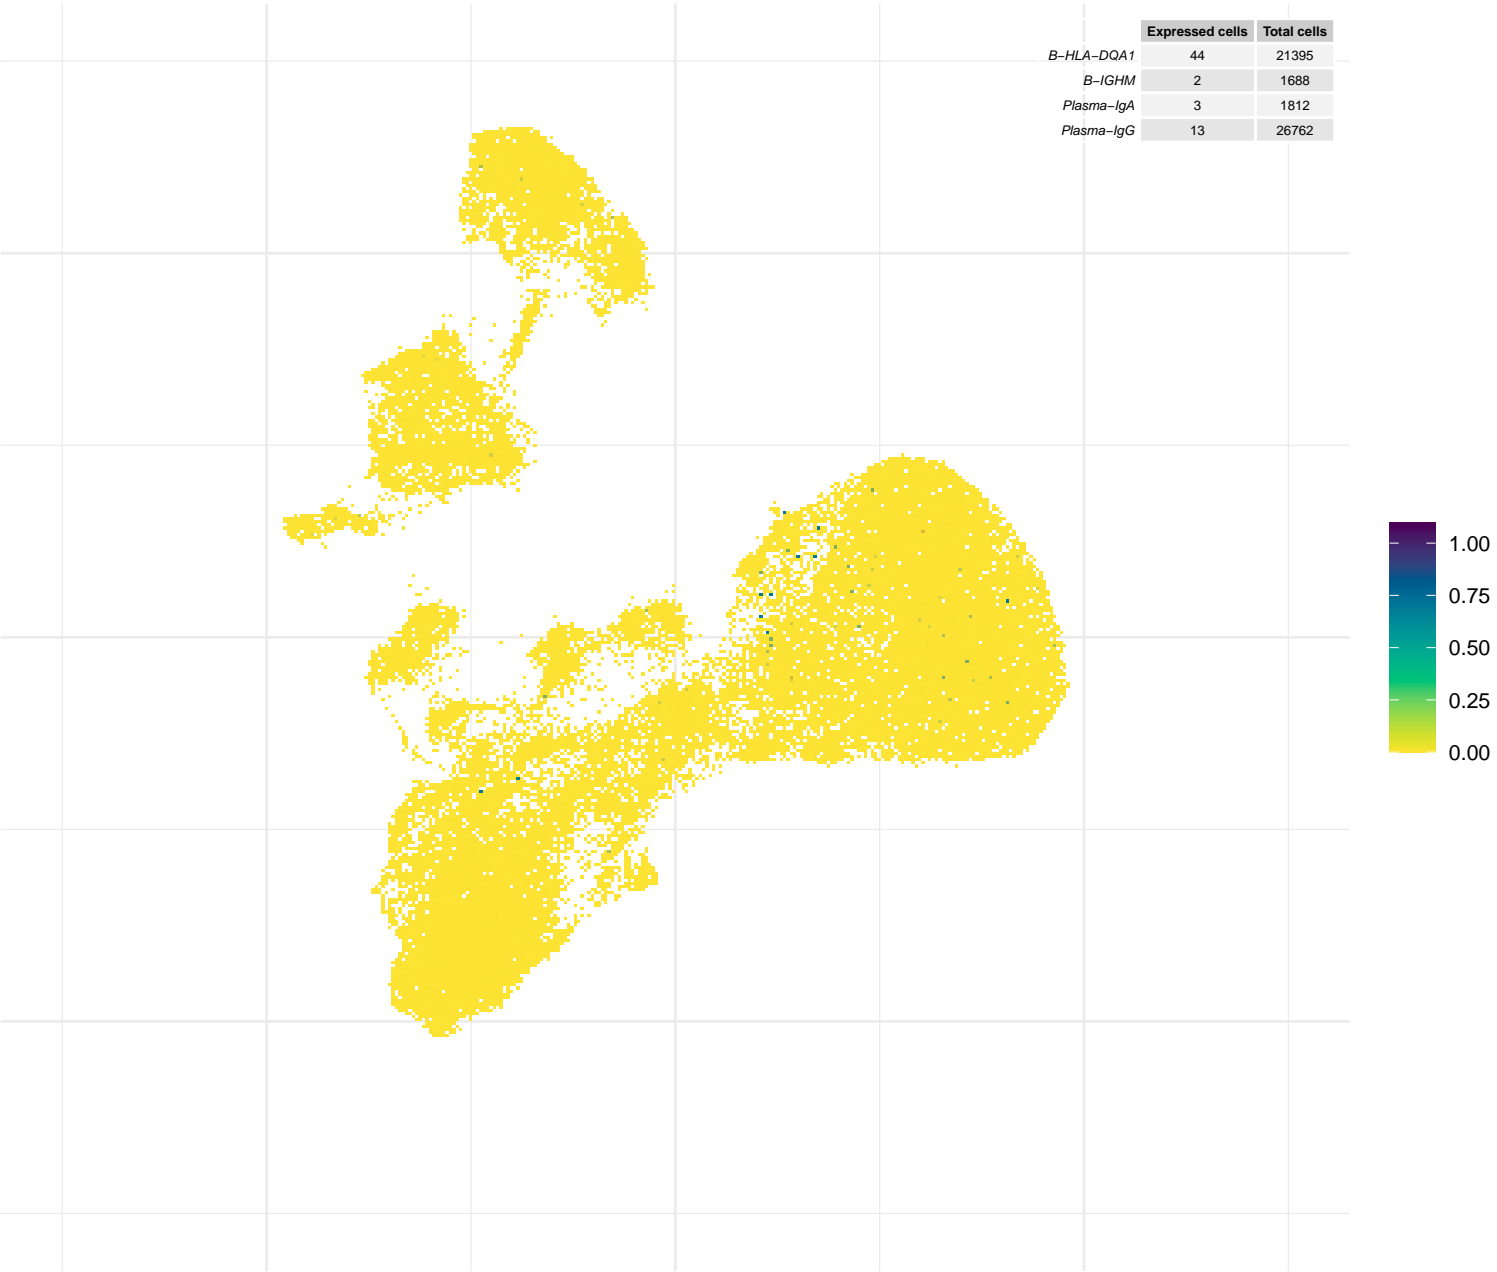 Expressed cells Total cells
B−HLA−DQA1 44 21395
B−IGHM 2 1688
Plasma−IgA 3 1812
Plasma−IgG 13 26762
1.00
0.75
0.50
0.25
0.00